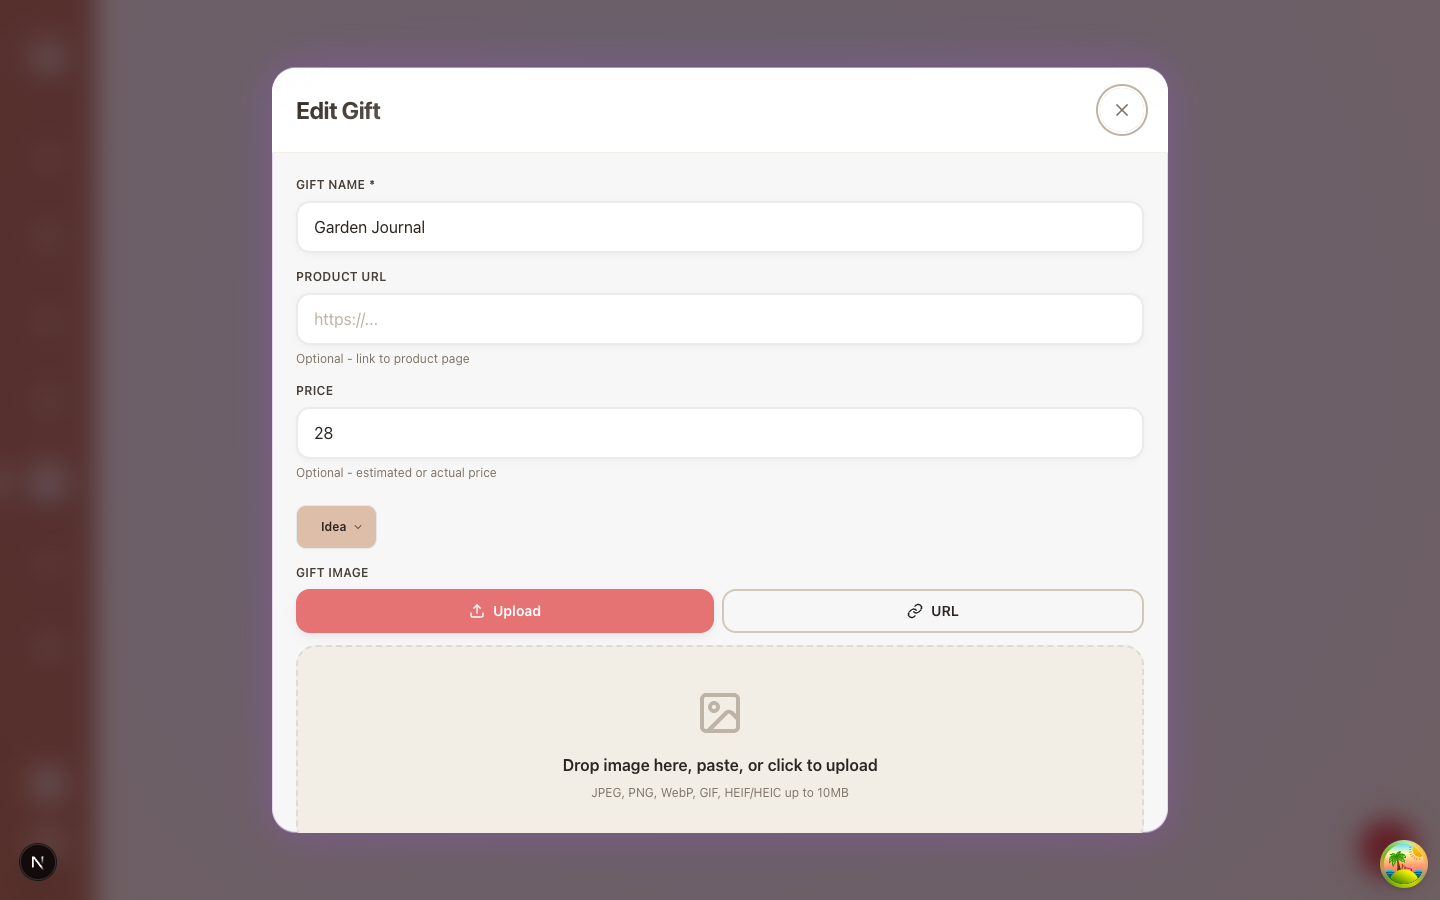 Edit Gift
GIFT NAME *
Garden Journal
PRODUCT URL
https://...
Optional - link to product page
PRICE
28
Optional - estimated or actual price
Idea
GIFT IMAGE
Upload
URL
Drop image here, paste, or click to upload
JPEG, PNG, WebP, GIF, HEIF/HEIC up to 10MB
N